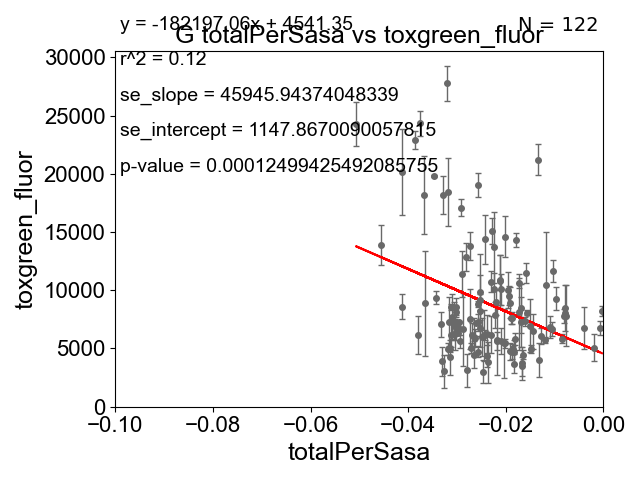 y = -182197.06x + 4541.35
N = 122
G totalPerSasa vs toxgreen_fluor
r^2 = 0.12
se_slope = 45945.94374048339
se_intercept = 1147.8670090057815
p-value = 0.00012499425492085755
30000
25000
20000
15000
10000
5000
0
toxgreen_fluor
−0.10 −0.08 −0.06 −0.04 −0.02 0.00
totalPerSasa